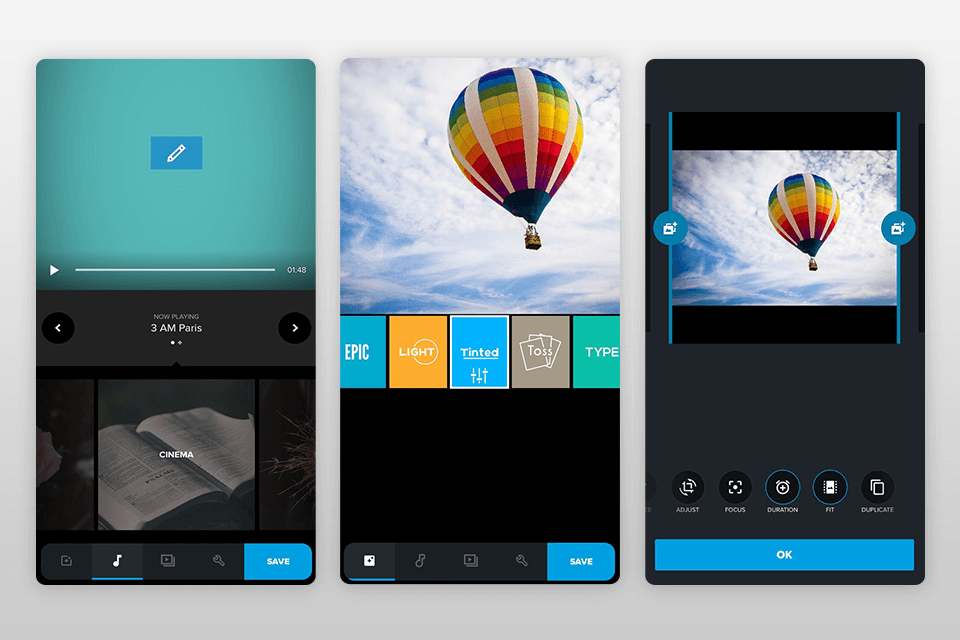 01:48
NOW PLAYING
3 AM Paris
CINEMA
PSALMS
SAVE
EPIC
LIGHT
Tinted
Toss
TYPE
SAVE
ADJUST
FOCUS
DURATION
FIT
DUPLICATE
OK